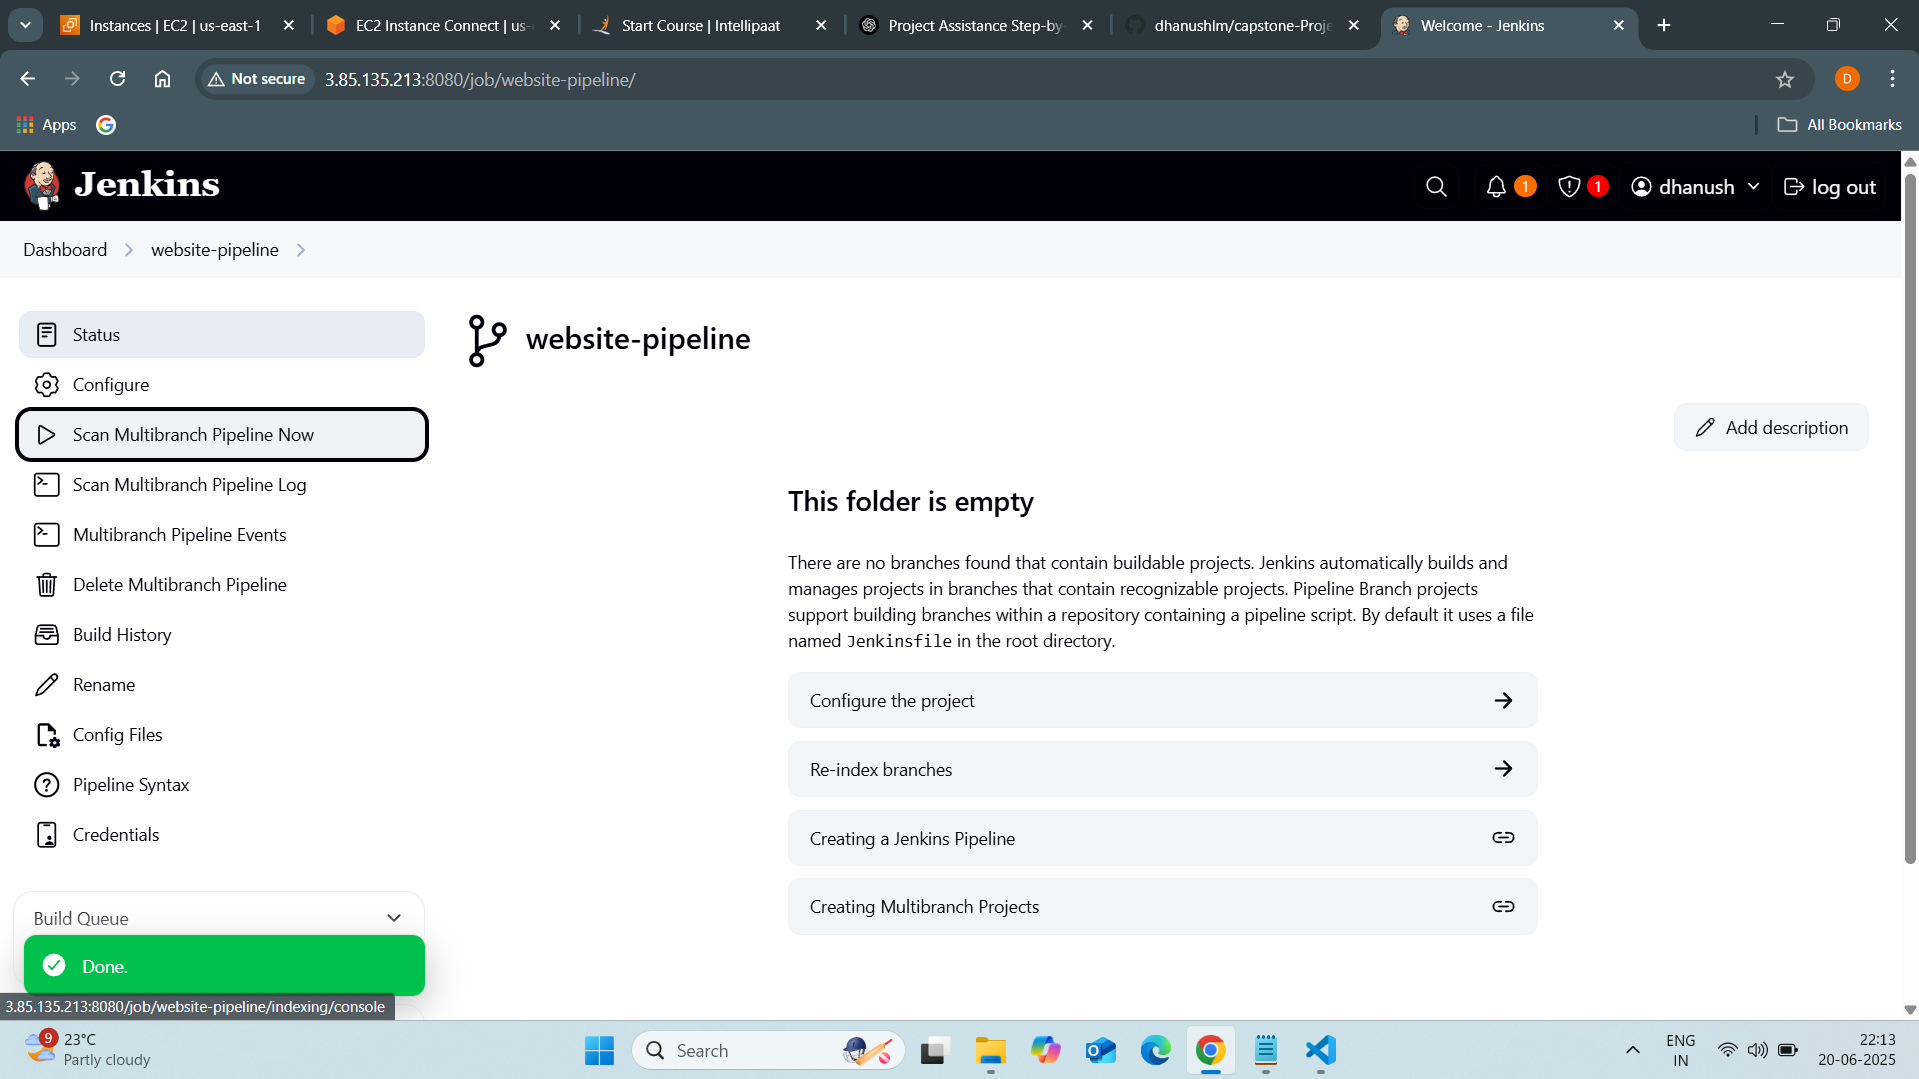 Instances | EC2 | us-east-1
EC2 Instance Connect | us-
Start Course | Intellipaat
Project Assistance Step-by-
dhanushlm/capstone-Proje
Welcome - Jenkins
Not secure
3.85.135.213:8080/job/website-pipeline/
D
Apps
All Bookmarks
Jenkins
1
1
dhanush
log out
Dashboard
website-pipeline
Status
Configure
Scan Multibranch Pipeline Now
Scan Multibranch Pipeline Log
Multibranch Pipeline Events
Delete Multibranch Pipeline
Build History
Rename
Config Files
Pipeline Syntax
Credentials
Build Queue
Done.
3.85.135.213:8080/job/website-pipeline/indexing/console
website-pipeline
Add description
This folder is empty
There are no branches found that contain buildable projects. Jenkins automatically builds and
manages projects in branches that contain recognizable projects. Pipeline Branch projects
support building branches within a repository containing a pipeline script. By default it uses a file
named Jenkinsfile in the root directory.
Configure the project
Re-index branches
Creating a Jenkins Pipeline
Creating Multibranch Projects
9
23°C
Partly cloudy
Search
ENG
IN
22:13
20-06-2025